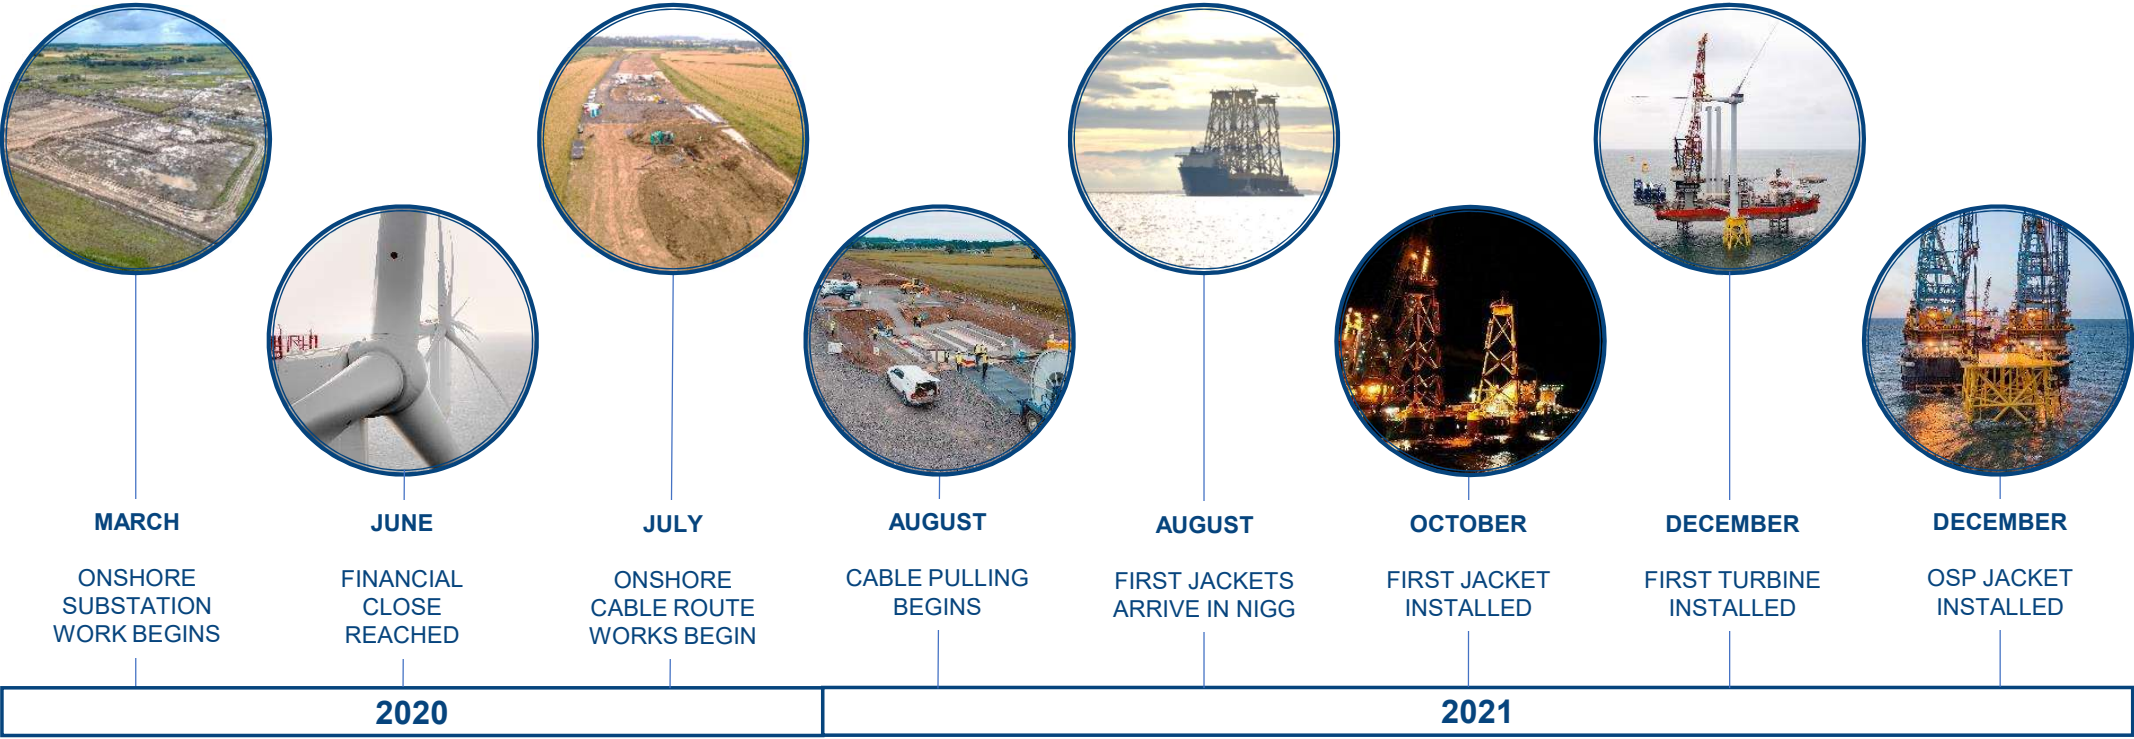 MARCH
ONSHORE
SUBSTATION
WORK BEGINS
JUNE
FINANCIAL
CLOSE
REACHED
JULY
ONSHORE
CABLE ROUTE
WORKS BEGIN
AUGUST
CABLE PULLING
BEGINS
AUGUST
FIRST JACKETS
ARRIVE IN NIGG
OCTOBER
FIRST JACKET
INSTALLED
DECEMBER
FIRST TURBINE
INSTALLED
DECEMBER
OSP JACKET
INSTALLED
2020
2021